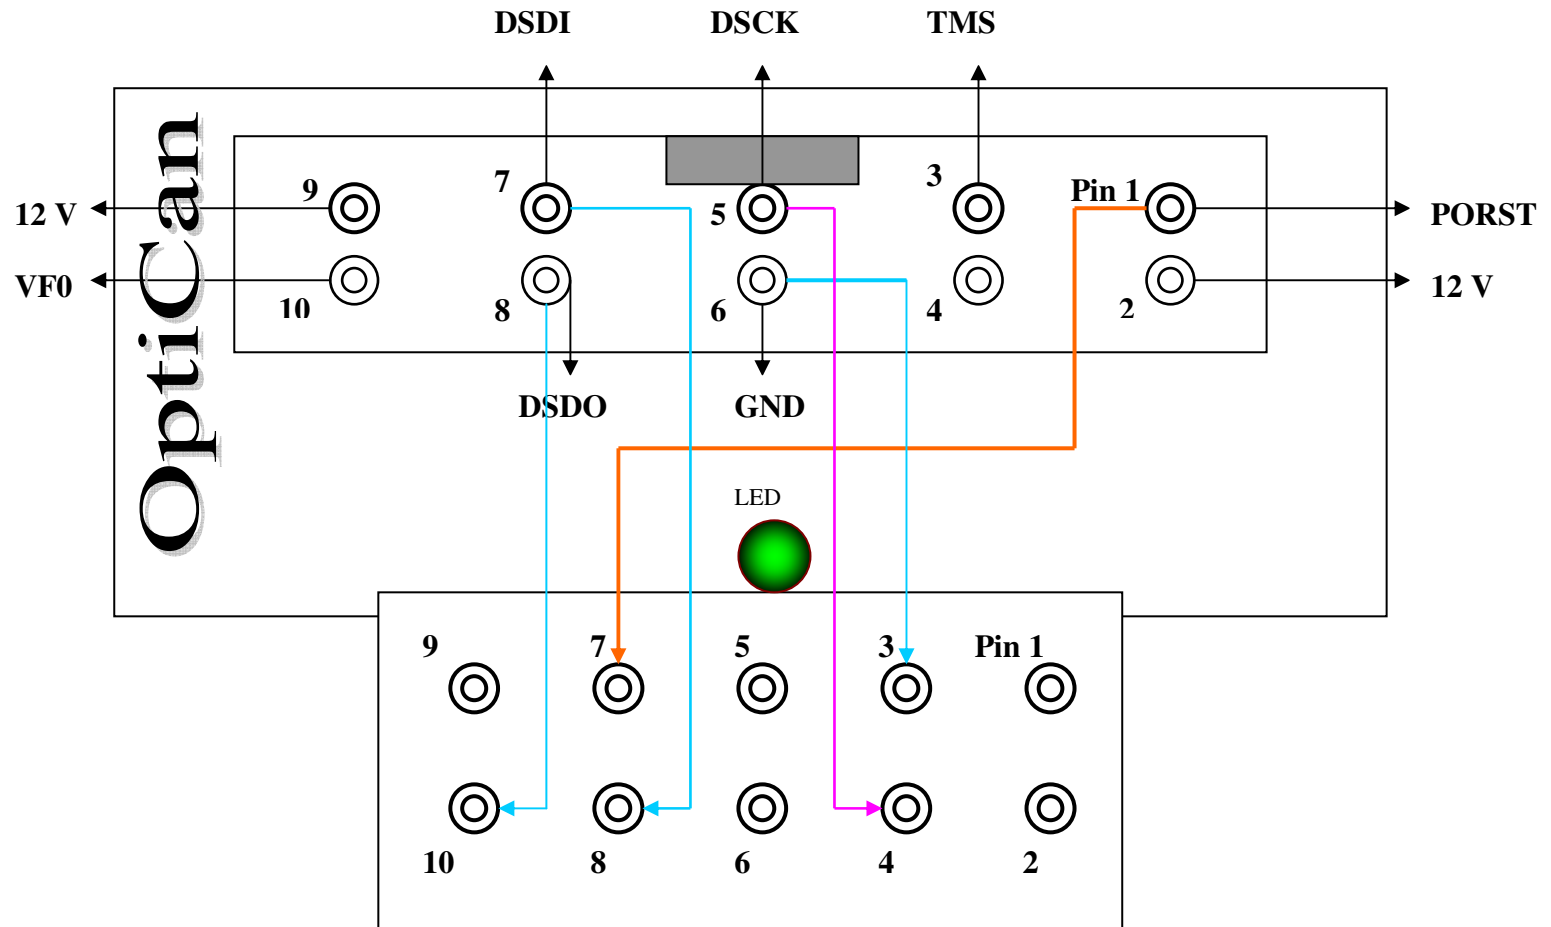 DSDI DSCK TMS
9 7 5 3 Pin 1
12 V PORST
VF0 12 V
10 8 6 4 2
OptiCan
DSDO GND
LED
9 7 5 3 Pin 1
10 8 6 4 2